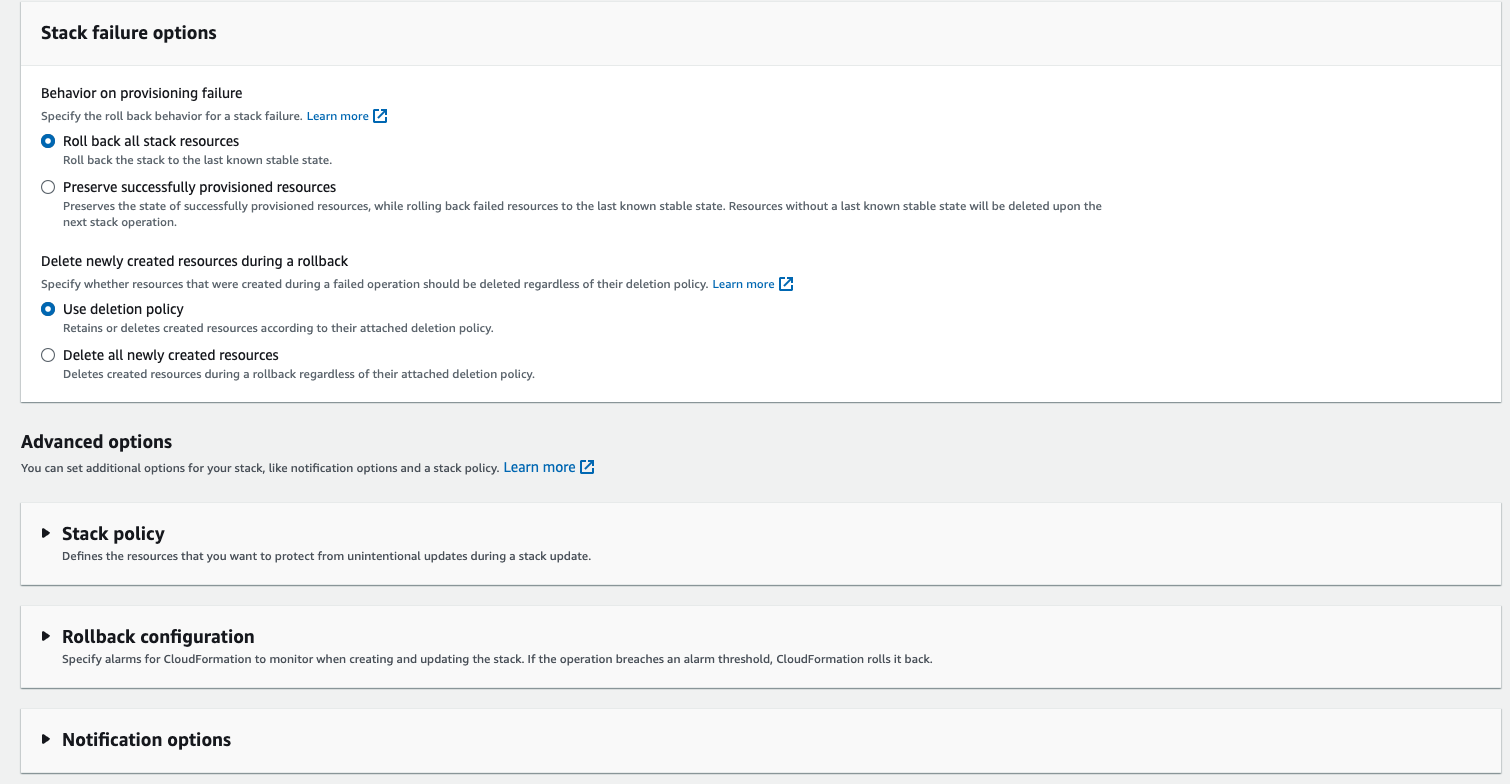 Stack failure options
Behavior on provisioning failure
Specify the roll back behavior for a stack failure. Learn more
Roll back all stack resources
Roll back the stack to the last known stable state.
Preserve successfully provisioned resources
Preserves the state of successfully provisioned resources, while rolling back failed resources to the last known stable state. Resources without a last known stable state will be deleted upon the
next stack operation.
Delete newly created resources during a rollback
Specify whether resources that were created during a failed operation should be deleted regardless of their deletion policy. Learn more
Use deletion policy
Retains or deletes created resources according to their attached deletion policy.
Delete all newly created resources
Deletes created resources during a rollback regardless of their attached deletion policy.
Advanced options
You can set additional options for your stack, like notification options and a stack policy. Learn more
Stack policy
Defines the resources that you want to protect from unintentional updates during a stack update.
Rollback configuration
Specify alarms for CloudFormation to monitor when creating and updating the stack. If the operation breaches an alarm threshold, CloudFormation rolls it back.
Notification options